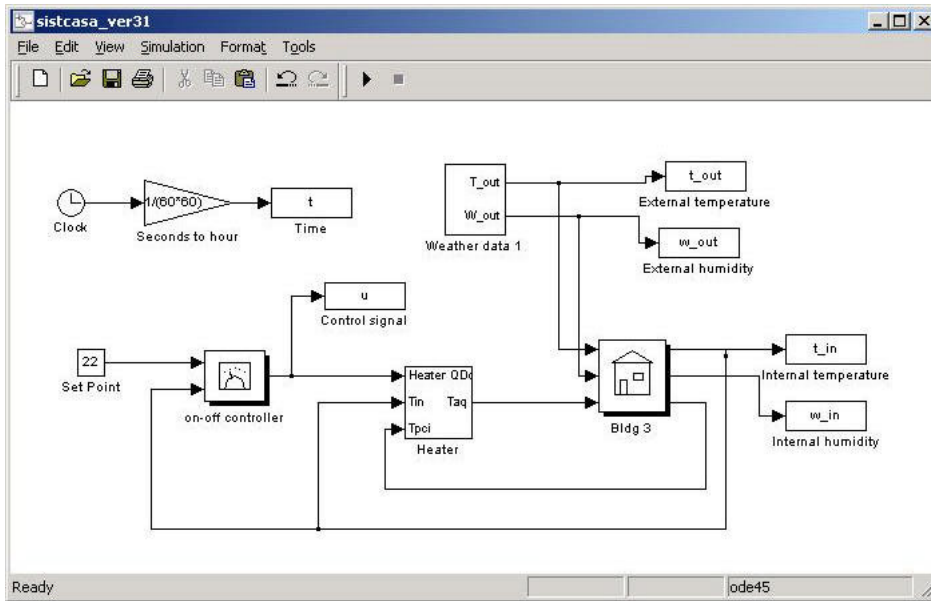 sistcasa_ver31
File Edit View Simulation Format Tools
Clock
1/(60*60)
Seconds to hour
t
Time
T_out
W_out
Weather data 1
t_out
External temperature
w_out
External humidity
u
Control signal
22
Set Point
on-off controller
Heater QDo
Tin
Taq
Tpci
Heater
Bldg 3
t_in
Internal temperature
w_in
Internal humidity
Ready
ode45